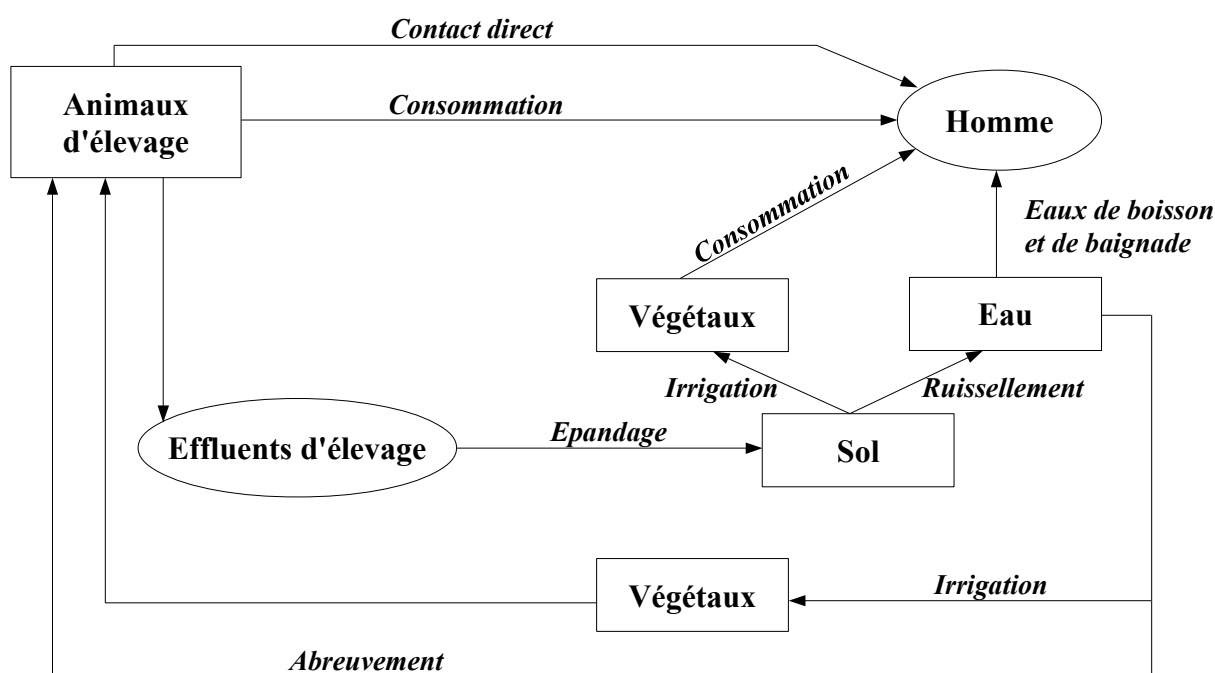 Contact direct
Animaux
d'élevage
Consommation
Homme
Consommation
Eaux de boisson
et de baignade
Végétaux
Eau
Irrigation
Ruissellement
Effluents d'élevage
Epandage
Sol
Végétaux
Irrigation
Abreuvement